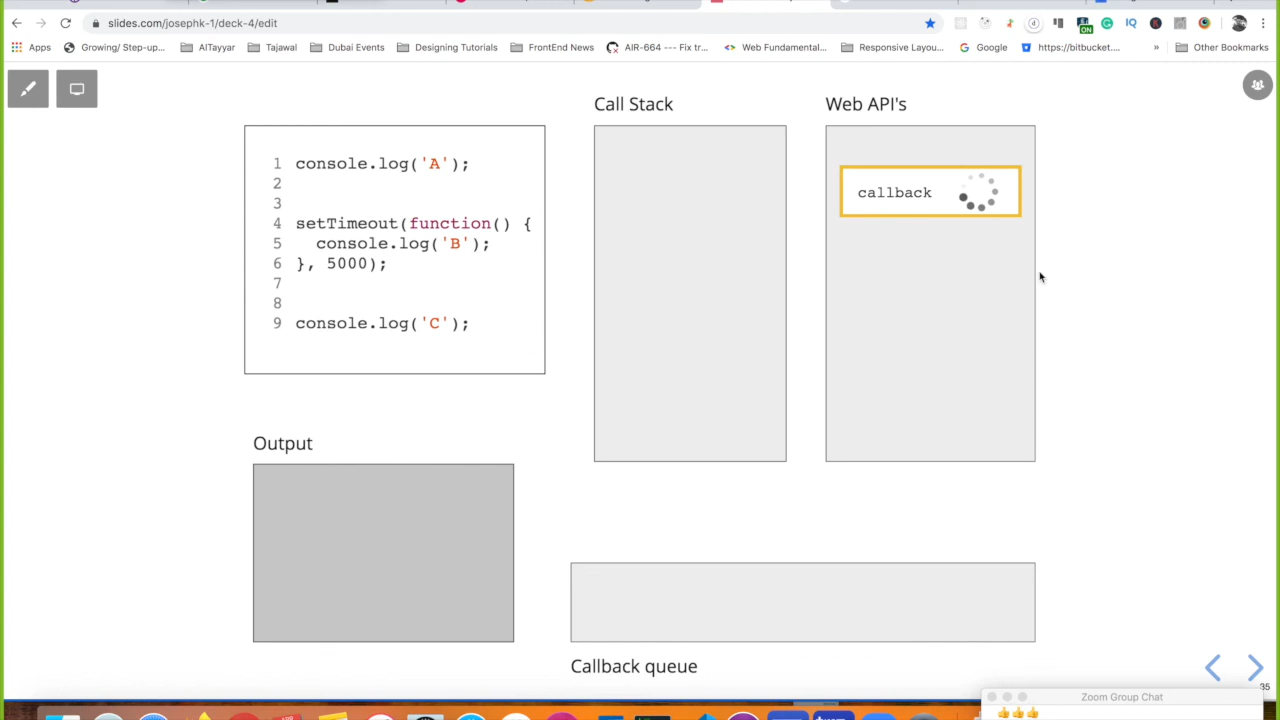 slides.com/josephk-1/deck-4/edit
IQ
ON
Apps
Growing/ Step-up...
AlTayyar
Tajawal
Dubai Events
Designing Tutorials
FrontEnd News
AIR-664 --- Fix tr...
Web Fundamental...
Responsive Layou...
Google
https://bitbucket....
»
Other Bookmarks
Call Stack
Web API's
1 console.log('A');
2
3
4 setTimeout(function() {
5 console.log('B');
6 }, 5000);
7
8
9 console.log('C');
callback
Output
Callback queue
35
Zoom Group Chat